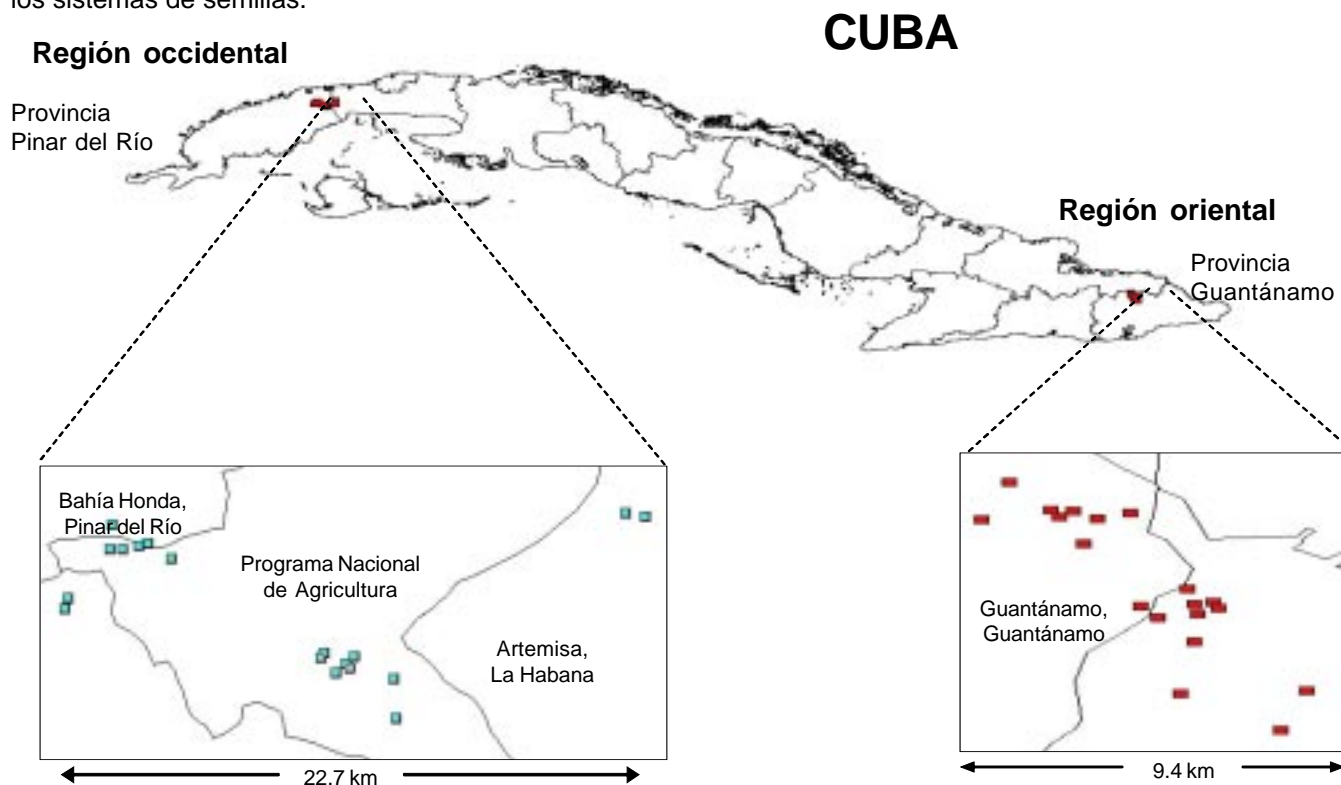 los sistemas de semillas.
CUBA
Región occidental
Provincia
Pinar del Río
Región oriental
Provincia
Guantánamo
Bahía Honda,
Pinar del Río
Programa Nacional
de Agricultura
Artemisa,
La Habana
Guantánamo,
Guantánamo
22.7 km
9.4 km